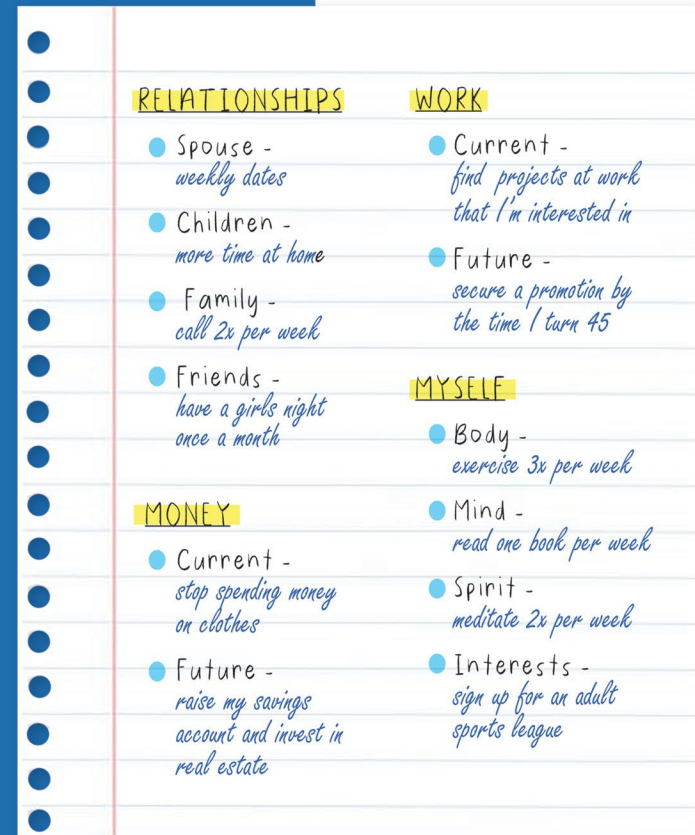 RELATIONSHIPS
Spouse -
weekly dates
Children -
more time at home
Family -
call 2x per week
Friends -
have a girls night
once a month
MONEY
Current -
stop spending money
on clothes
Future -
raise my savings
account and invest in
real estate
WORK
Current -
find projects at work
that I'm interested in
Future -
secure a promotion by
the time I turn 45
MYSELF
Body -
exercise 3x per week
Mind -
read one book per week
Spirit -
meditate 2x per week
Interests -
sign up for an adult
sports league